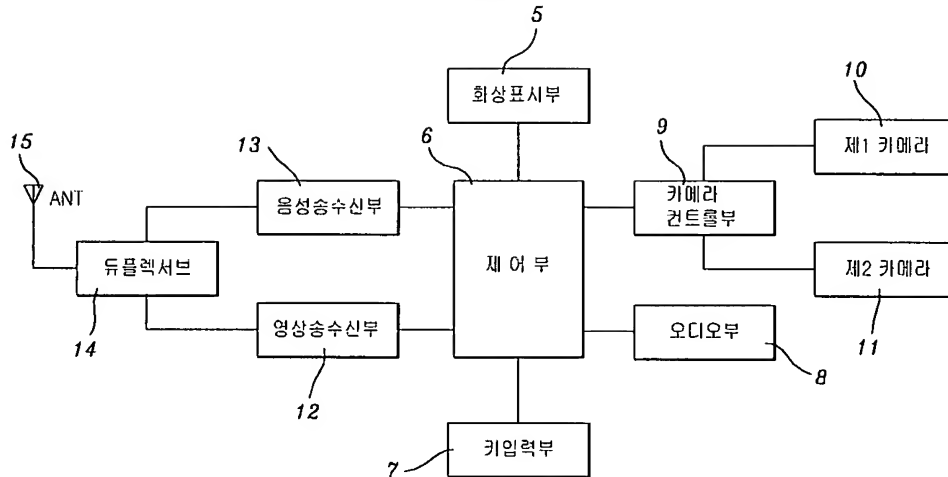 5
화상표시부
10
제1 카메라
9
카메라
컨트롤부
6
13
15
ANT
음성송수신부
제어부
듀플렉서브
14
제2 카메라
11
영상송수신부
12
오디오부
8
키입력부
7